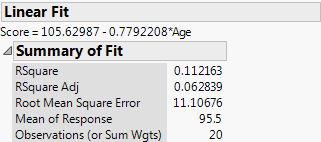 Linear Fit
Score = 105.62987 - 0.7792208*Age
Summary of Fit
RSquare 0.112163
RSquare Adj 0.062839
Root Mean Square Error 11.10676
Mean of Response 95.5
Observations (or Sum Wgts) 20